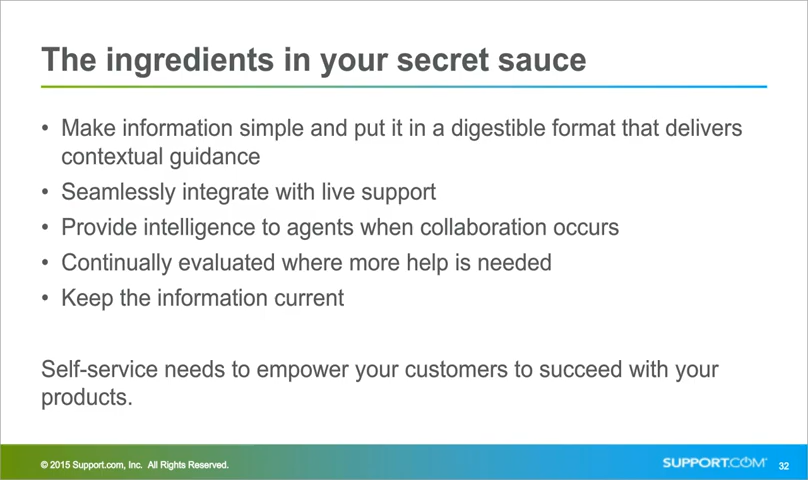 The ingredients in your secret sauce
• Make information simple and put it in a digestible format that delivers
contextual guidance
• Seamlessly integrate with live support
• Provide intelligence to agents when collaboration occurs
• Continually evaluated where more help is needed
• Keep the information current
Self-service needs to empower your customers to succeed with your
products.
© 2015 Support.com, Inc. All Rights Reserved.
SUPPORT.COM
32